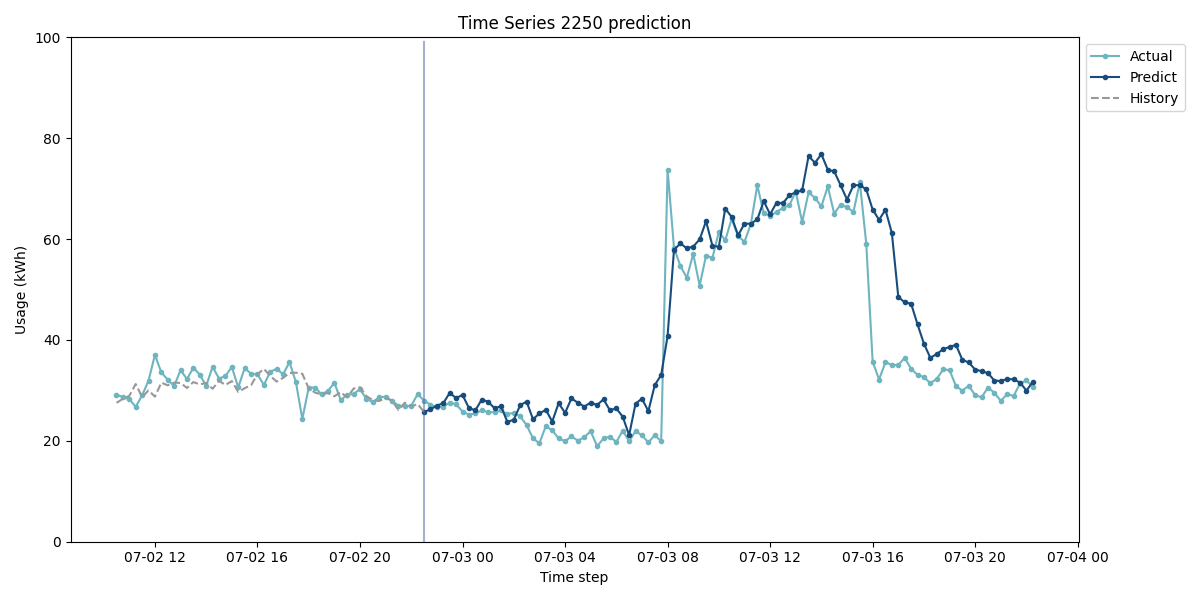 Time Series 2250 prediction
100
80
60
40
20
0
Usage (kWh)
07-02 12
07-02 16
07-02 20
07-03 00
07-03 04
07-03 08
07-03 12
07-03 16
07-03 20
07-04 00
Time step
Actual
Predict
History